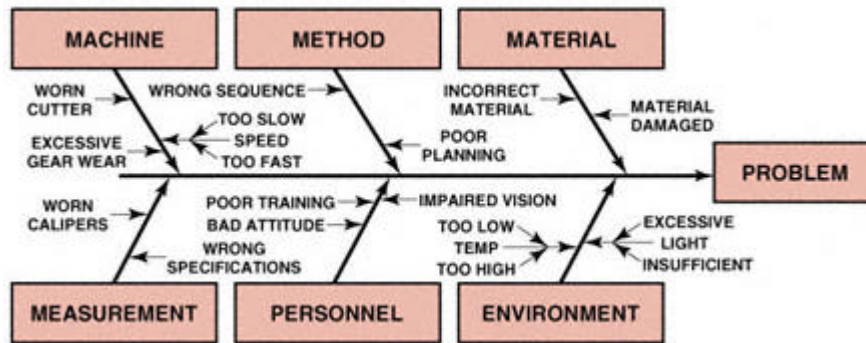 MACHINE
METHOD
MATERIAL
WORN
CUTTER
EXCESSIVE
GEAR WEAR
TOO SLOW
SPEED
TOO FAST
WRONG SEQUENCE
POOR
PLANNING
INCORRECT
MATERIAL
MATERIAL
DAMAGED
PROBLEM
WORN
CALIPERS
WRONG
SPECIFICATIONS
POOR TRAINING
BAD ATTITUDE
IMPAIRED VISION
TOO LOW
TEMP
TOO HIGH
EXCESSIVE
LIGHT
INSUFFICIENT
MEASUREMENT
PERSONNEL
ENVIRONMENT